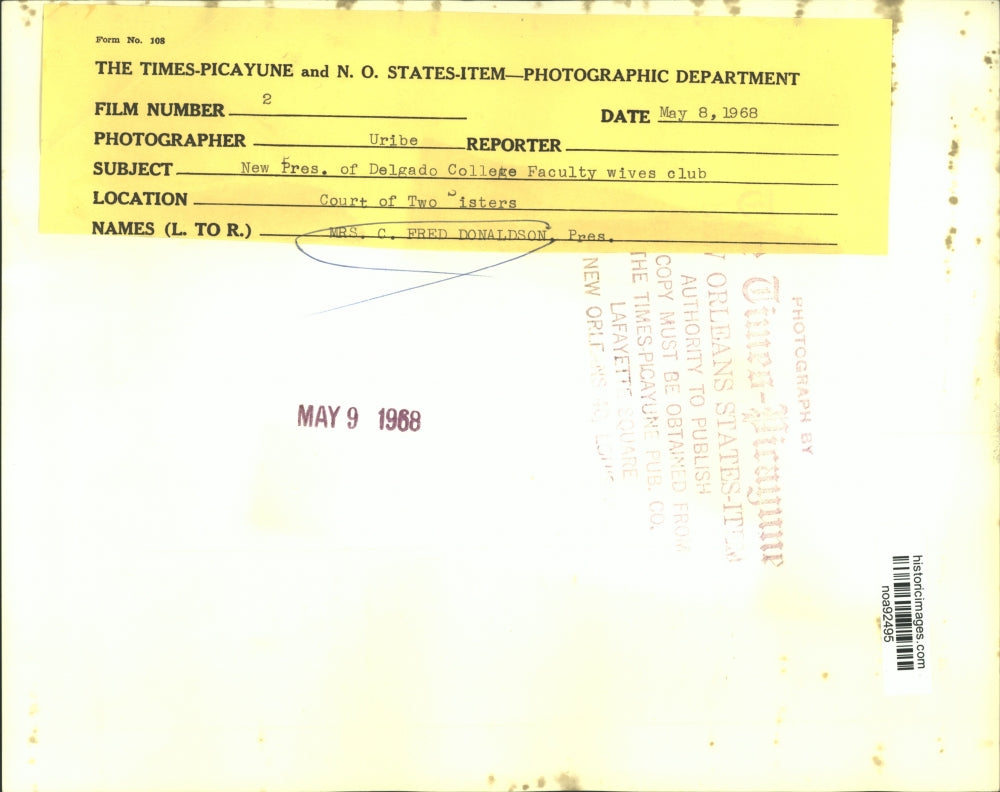 Form No. 108
THE TIMES-PICAYUNE and N. O. STATES-ITEM—PHOTOGRAPHIC DEPARTMENT
FILM NUMBER 2
DATE May 8, 1968
PHOTOGRAPHER Uribe REPORTER
SUBJECT New Pres. of Delgado College Faculty wives club
LOCATION Court of Two Sisters
NAMES (L. TO R.) MRS. C. FRED DONALDSON, Pres.
PHOTOGRAPH BY
Times-Picayune
ORLEANS STATES-ITEM
AUTHORITY TO PUBLISH
COPY MUST BE OBTAINED FROM
THE TIMES-PICAYUNE PUB. CO.
LAFAYETTE SQUARE
NEW ORLEANS
MAY 9 1968
historicimages.com
noa92495